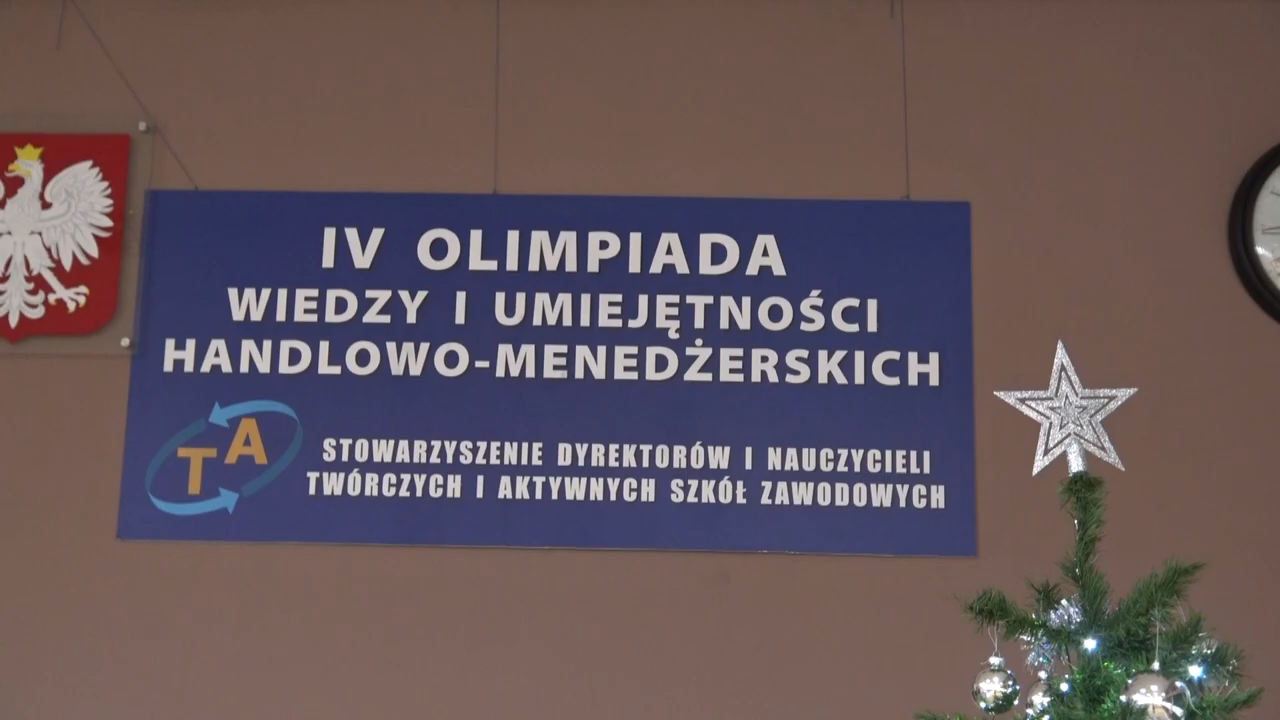 IV OLIMPIADA
WIEDZY I UMIEJĘTNOŚCI
HANDLOWO-MENEDŻERSKICH
TA
STOWARZYSZENIE DYREKTORÓW I NAUCZYCIELI
TWÓRCZYCH I AKTYWNYCH SZKÓŁ ZAWODOWYCH